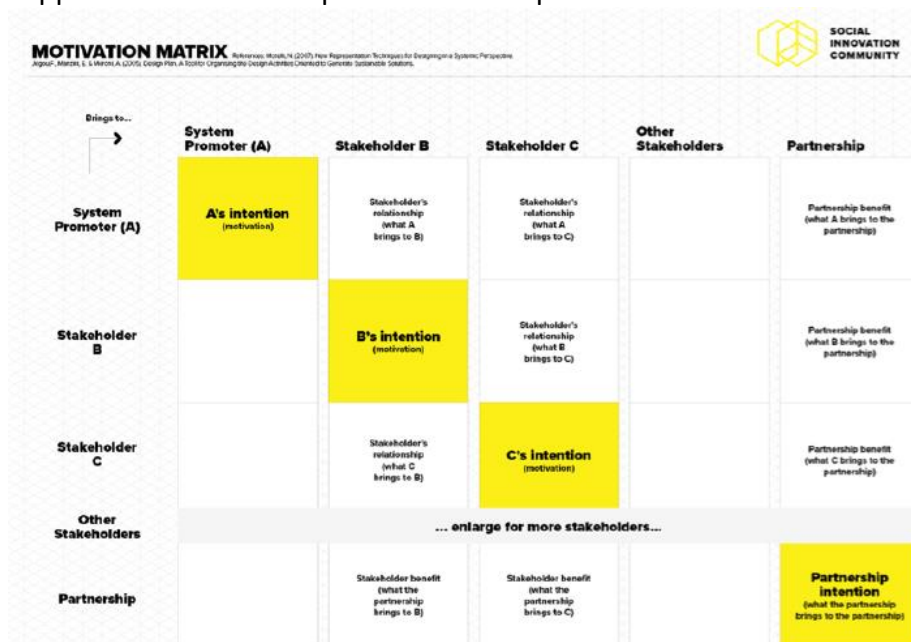 SOCIAL
INNOVATION
COMMUNITY
MOTIVATION MATRIX
Brings to...
System
Promoter (A)
Stakeholder B
Stakeholder C
Other
Stakeholders
Partnership
System
Promoter (A)
A's intention
(motivation)
Stakeholder's
relationship
(what A
brings to B)
Stakeholder's
relationship
(what A
brings to C)
Partnership benefit
(what A brings to the
partnership)
Stakeholder
B
B's intention
(motivation)
Stakeholder's
relationship
(what B
brings to C)
Partnership benefit
(what B brings to the
partnership)
Stakeholder
C
Stakeholder's
relationship
(what C
brings to B)
C's intention
(motivation)
Partnership benefit
(what C brings to the
partnership)
Other
Stakeholders
... enlarge for more stakeholders...
Partnership
Stakeholder benefit
(what the
partnership
brings to B)
Stakeholder benefit
(what the
partnership
brings to C)
Partnership
intention
(what the partnership
brings to the partnership)